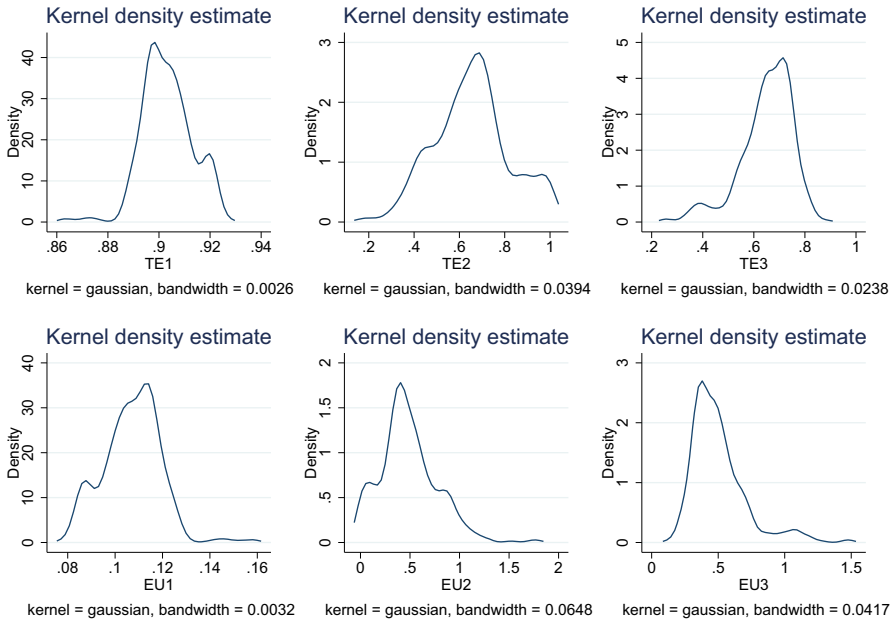 Kernel density estimate
Density
0 10 20 30 40
.86 .88 .9 .92 .94
TE1
kernel = gaussian, bandwidth = 0.0026
Kernel density estimate
Density
0 1 2 3
.2 .4 .6 .8 1
TE2
kernel = gaussian, bandwidth = 0.0394
Kernel density estimate
Density
0 1 2 3 4 5
.2 .4 .6 .8 1
TE3
kernel = gaussian, bandwidth = 0.0238
Kernel density estimate
Density
0 10 20 30 40
.08 .1 .12 .14 .16
EU1
kernel = gaussian, bandwidth = 0.0032
Kernel density estimate
Density
0 .5 1 1.5 2
0 .5 1 1.5 2
EU2
kernel = gaussian, bandwidth = 0.0648
Kernel density estimate
Density
0 1 2 3
0 .5 1 1.5
EU3
kernel = gaussian, bandwidth = 0.0417